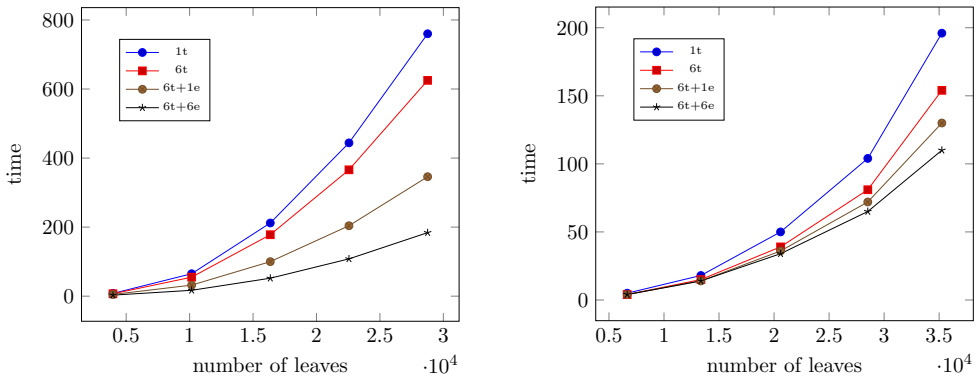 800
600
400
200
0
time
1t
6t
6t+1e
6t+6e
0.5 1 1.5 2 2.5 3
number of leaves
·10^4
200
150
100
50
0
time
1t
6t
6t+1e
6t+6e
0.5 1 1.5 2 2.5 3 3.5
number of leaves
·10^4